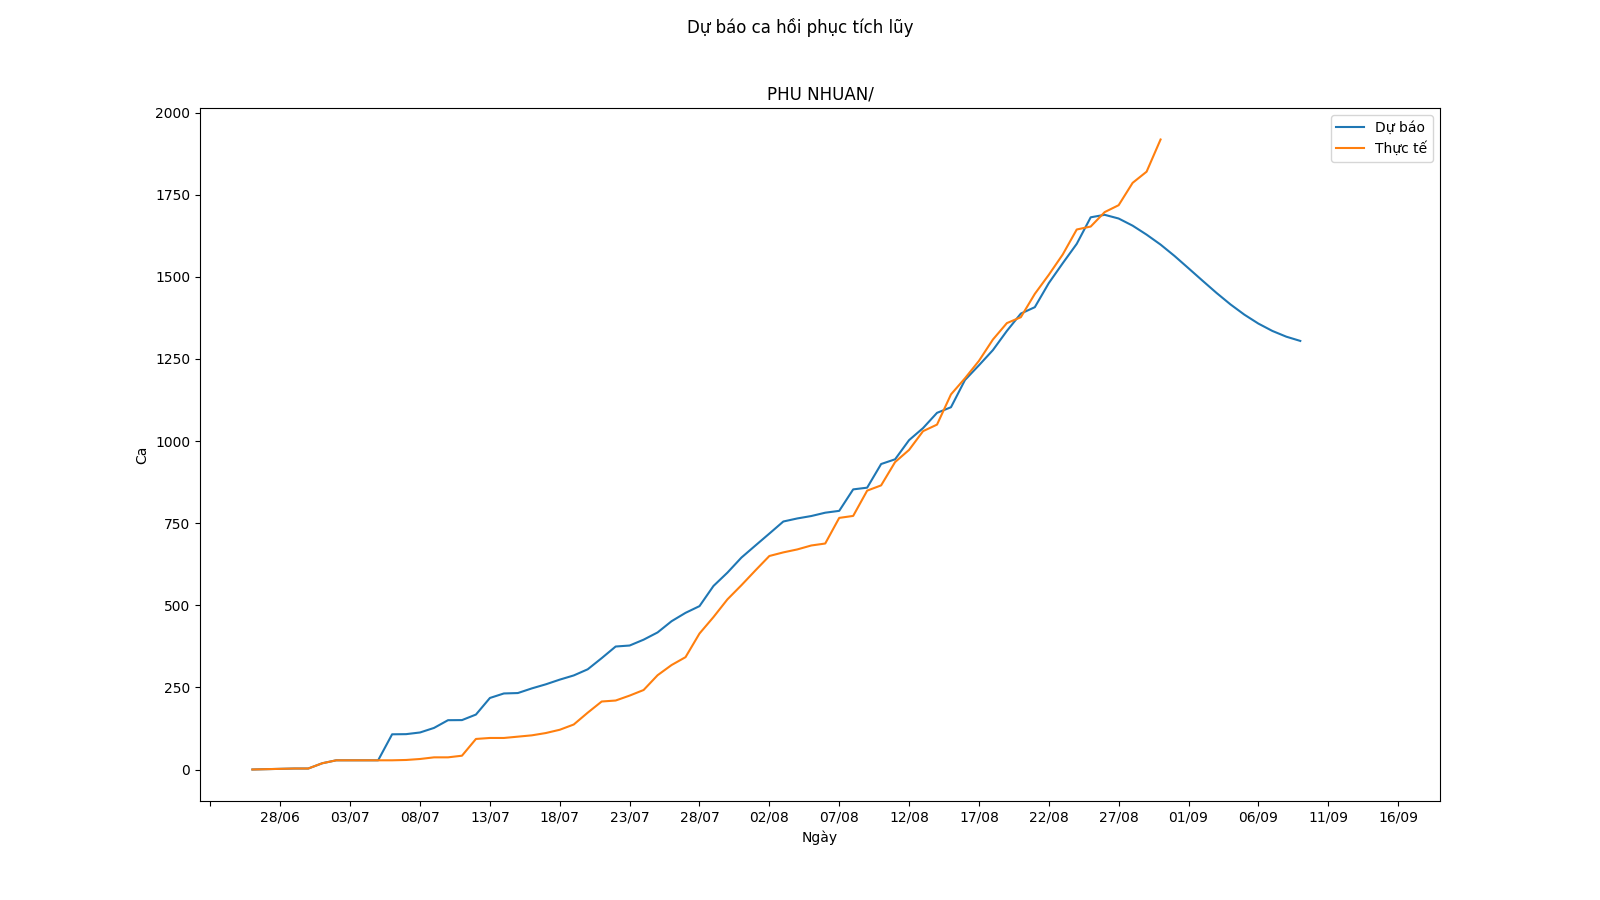 Dự báo ca hồi phục tích lũy
PHU NHUAN/
2000
1750
1500
1250
1000
750
500
250
0
Ca
Dự báo
Thực tế
28/06 03/07 08/07 13/07 18/07 23/07 28/07 02/08 07/08 12/08 17/08 22/08 27/08 01/09 06/09 11/09 16/09
Ngày